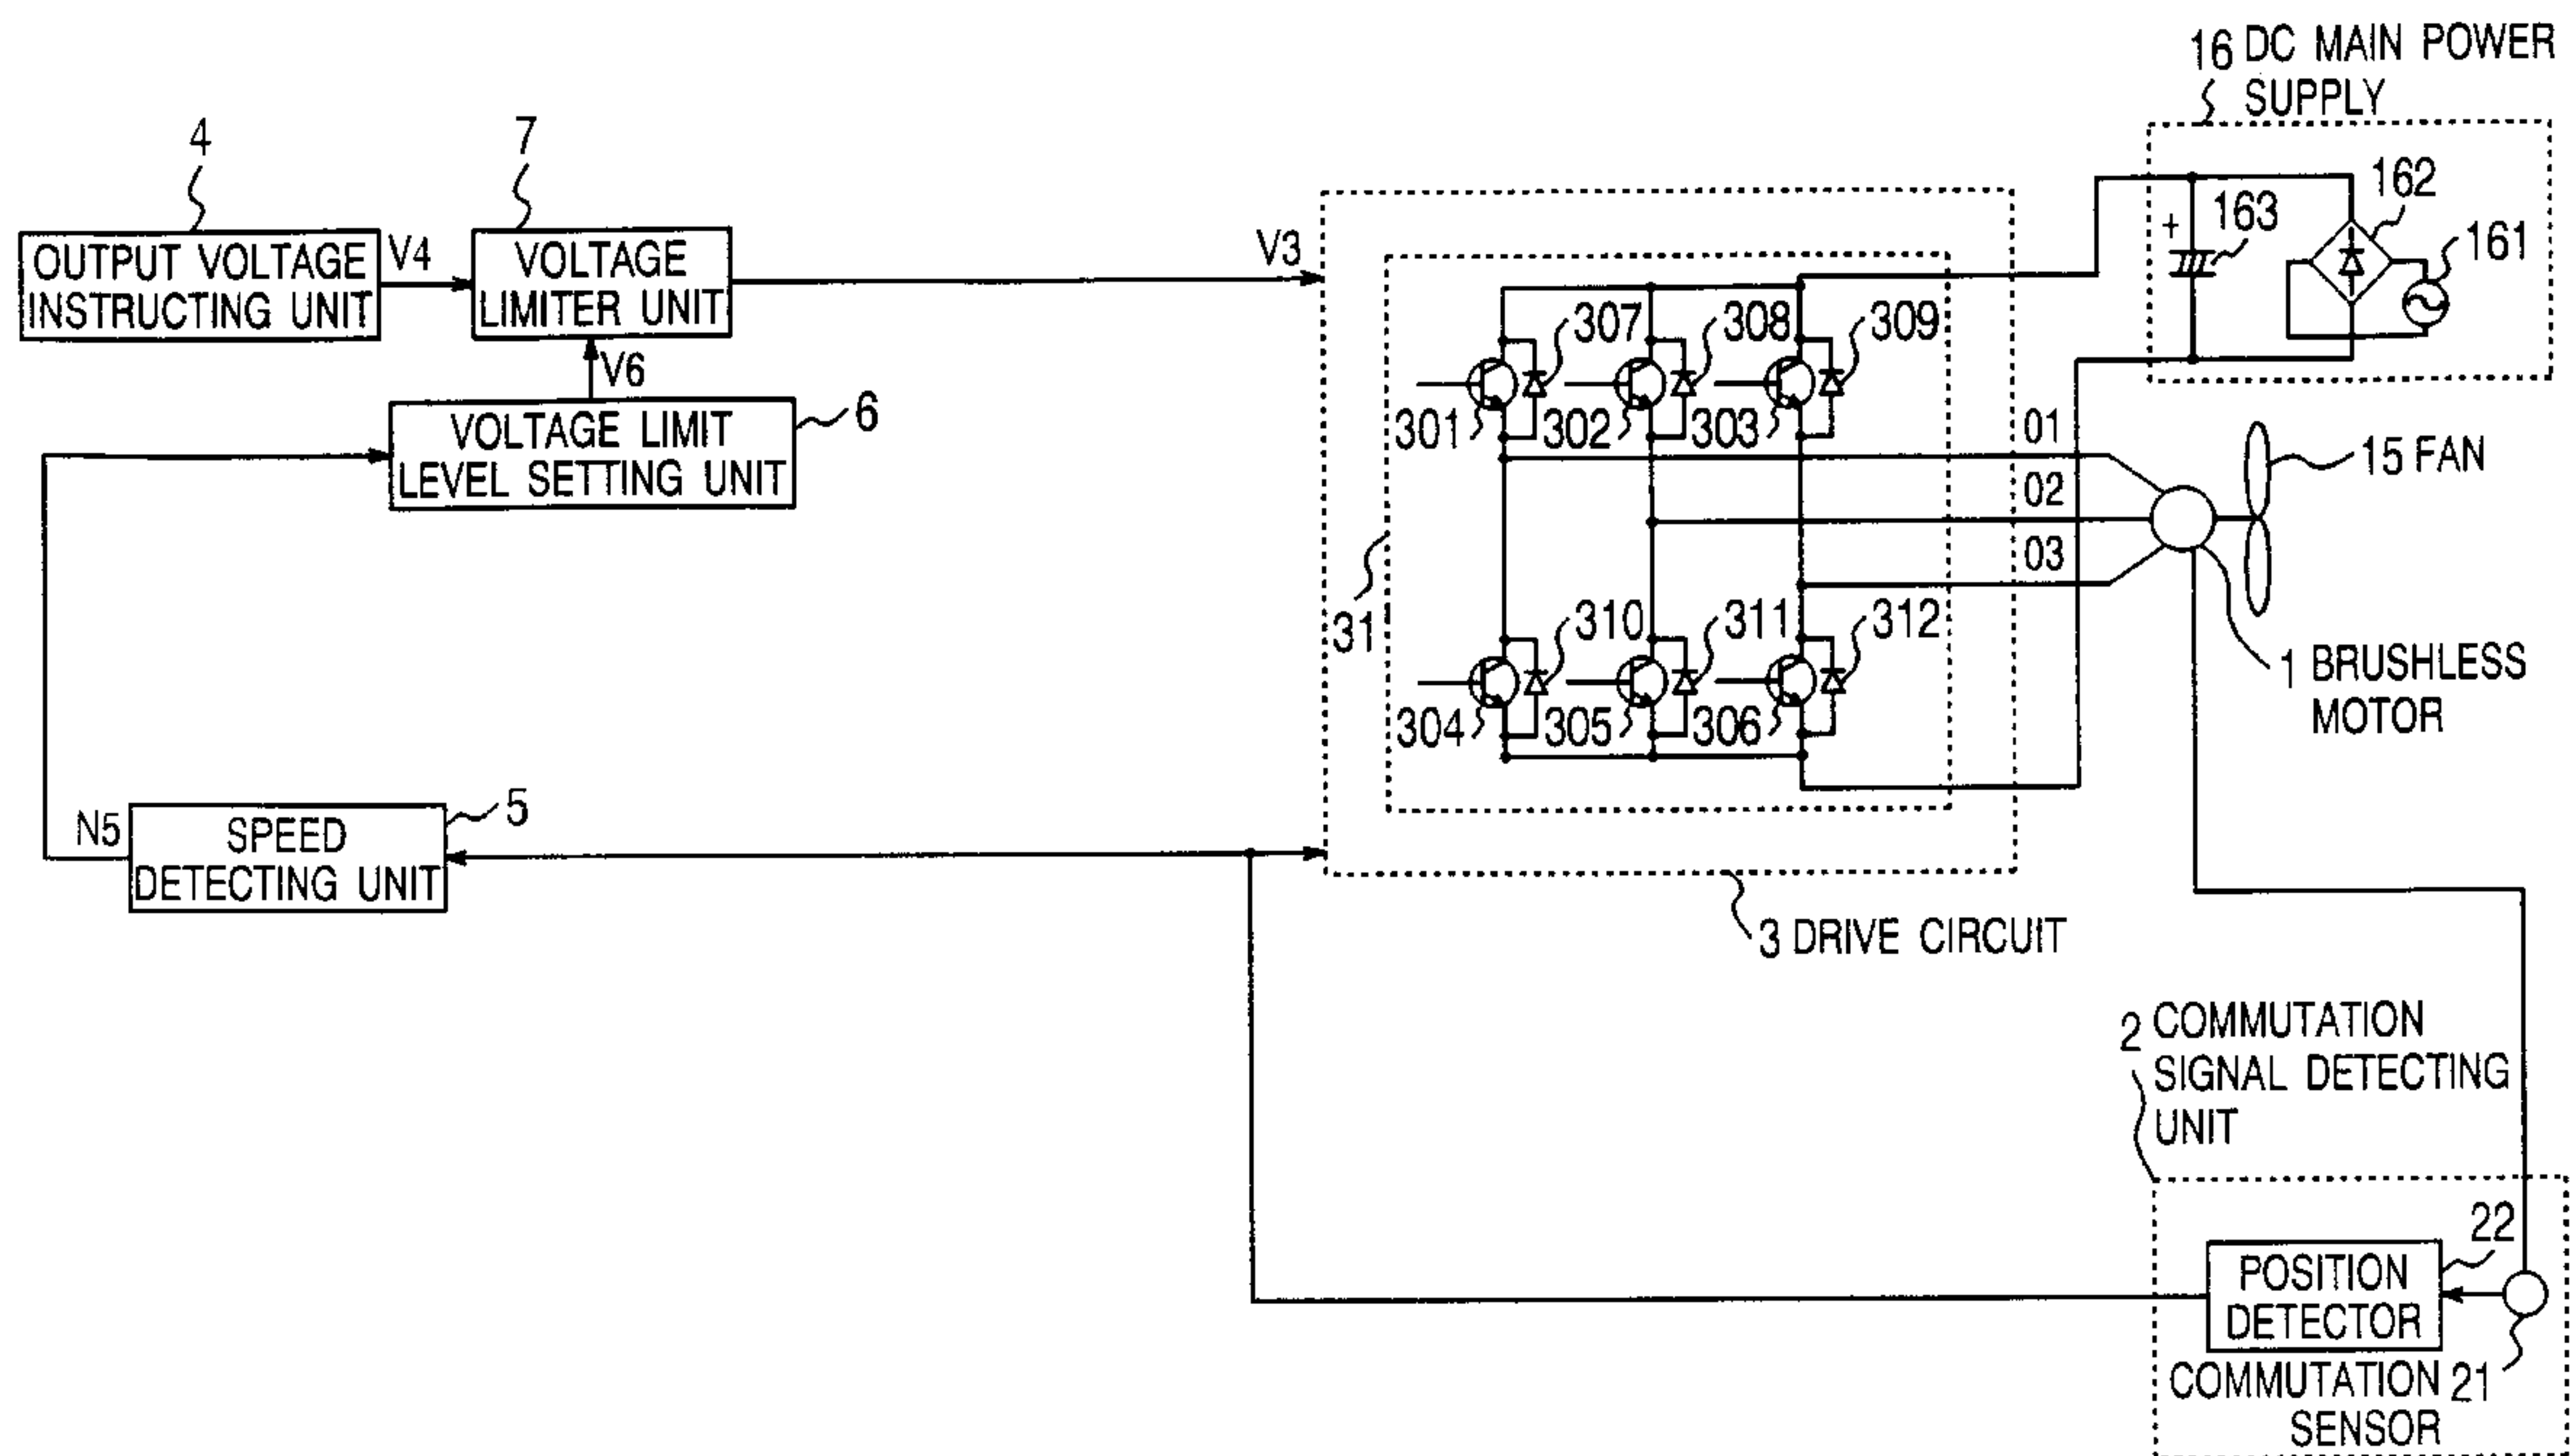 16 DC MAIN POWER
SUPPLY
4
7
162
163
+
161
OUTPUT VOLTAGE
INSTRUCTING UNIT
V4
VOLTAGE
LIMITER UNIT
V3
V6
307
308
309
301
302
303
VOLTAGE LIMIT
LEVEL SETTING UNIT
6
01
15 FAN
02
03
31
310
311
312
304
305
306
1 BRUSHLESS
MOTOR
N5
SPEED
DETECTING UNIT
5
3 DRIVE CIRCUIT
2 COMMUTATION
SIGNAL DETECTING
UNIT
22
POSITION
DETECTOR
COMMUTATION 21
SENSOR